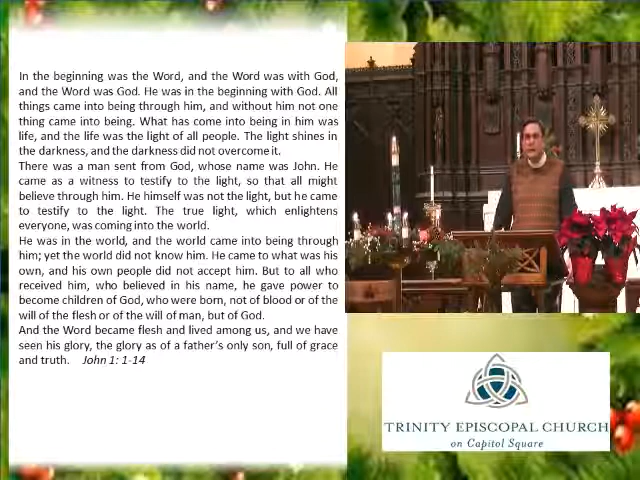 In the beginning was the Word, and the Word was with God,
and the Word was God. He was in the beginning with God. All
things came into being through him, and without him not one
thing came into being. What has come into being in him was
life, and the life was the light of all people. The light shines in
the darkness, and the darkness did not overcome it.
There was a man sent from God, whose name was John. He
came as a witness to testify to the light, so that all might
believe through him. He himself was not the light, but he came
to testify to the light. The true light, which enlightens
everyone, was coming into the world.
He was in the world, and the world came into being through
him; yet the world did not know him. He came to what was his
own, and his own people did not accept him. But to all who
received him, who believed in his name, he gave power to
become children of God, who were born, not of blood or of the
will of the flesh or of the will of man, but of God.
And the Word became flesh and lived among us, and we have
seen his glory, the glory as of a father's only son, full of grace
and truth. John 1: 1-14
TRINITY EPISCOPAL CHURCH
on Capitol Square